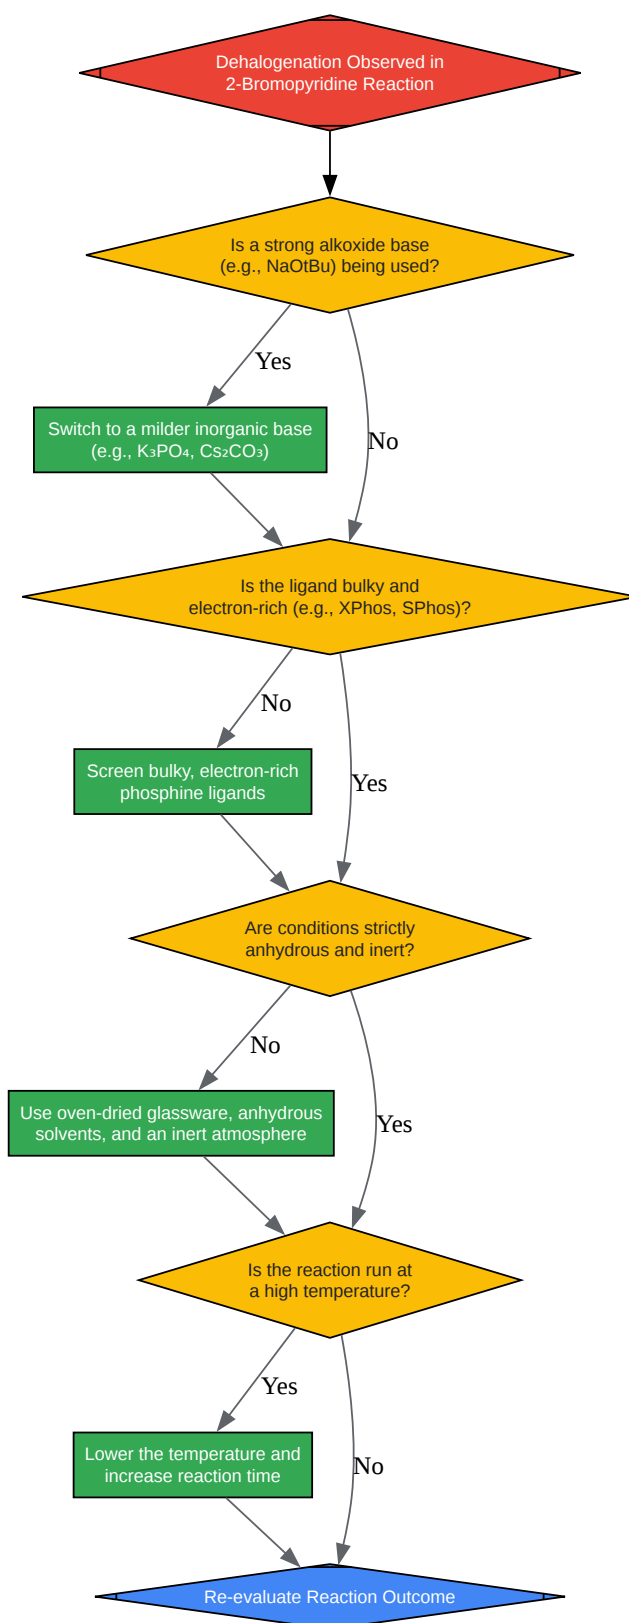 Dehalogenation Observed in
2-Bromopyridine Reaction
Is a strong alkoxide base
(e.g., NaOtBu) being used?
Yes
Switch to a milder inorganic base
(e.g., K₃PO₄, Cs₂CO₃)
No
Is the ligand bulky and
electron-rich (e.g., XPhos, SPhos)?
No
Screen bulky, electron-rich
phosphine ligands
Yes
Are conditions strictly
anhydrous and inert?
No
Use oven-dried glassware, anhydrous
solvents, and an inert atmosphere
Yes
Is the reaction run at
a high temperature?
Yes
Lower the temperature and
increase reaction time
No
Re-evaluate Reaction Outcome